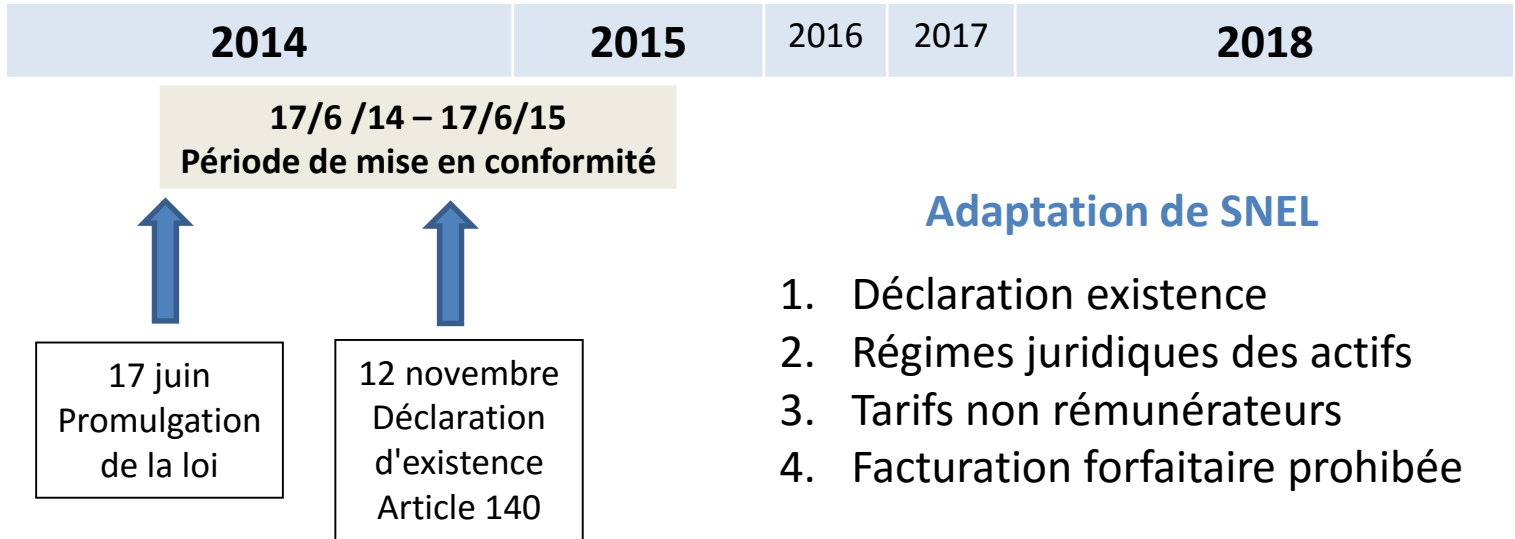 2014 2015 2016 2017 2018
17/6 /14 – 17/6/15
Période de mise en conformité
17 juin
Promulgation
de la loi
12 novembre
Déclaration
d'existence
Article 140
Adaptation de SNEL
1. Déclaration existence
2. Régimes juridiques des actifs
3. Tarifs non rémunérateurs
4. Facturation forfaitaire prohibée